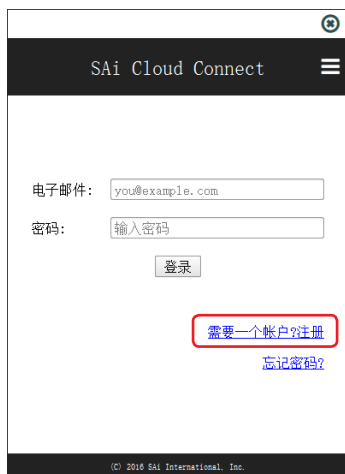 SAi Cloud Connect
电子邮件: you@example.com
密码: 输入密码
登录
需要一个帐户?注册
忘记密码?
(C) 2016 SAi International, Inc.